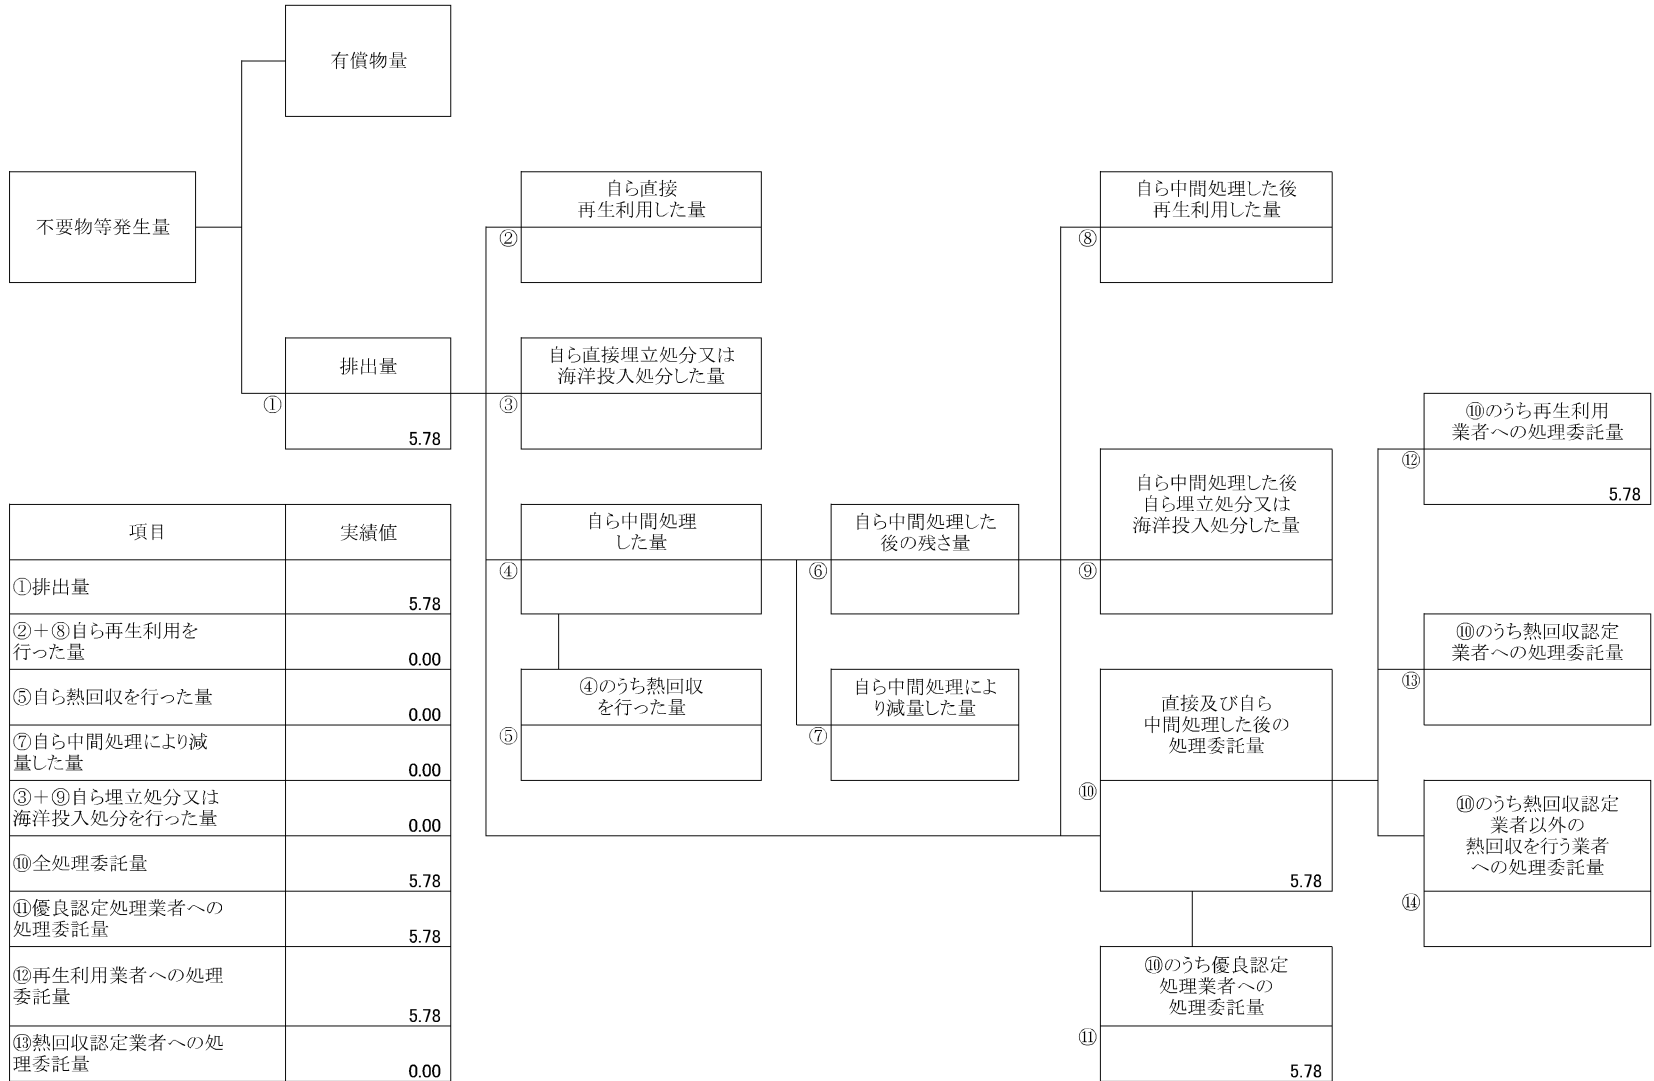 有償物量
不要物等発生量
自ら直接
再生利用した量
②
自ら中間処理した後
再生利用した量
⑧
排出量
①
5.78
自ら直接埋立処分又は
海洋投入処分した量
③
⑩のうち再生利用
業者への処理委託量
⑫
5.78
自ら中間処理
した量
④
自ら中間処理した
後の残さ量
⑥
自ら中間処理した後
自ら埋立処分又は
海洋投入処分した量
⑨
⑩のうち熱回収認定
業者への処理委託量
⑬
④のうち熱回収
を行った量
⑤
自ら中間処理によ
り減量した量
⑦
直接及び自ら
中間処理した後の
処理委託量
⑩
5.78
⑩のうち熱回収認定
業者以外の
熱回収を行う業者
への処理委託量
⑭
⑩のうち優良認定
処理業者への
処理委託量
⑪
5.78
項目 実績値
①排出量
5.78
②＋⑧自ら再生利用を
行った量
0.00
⑤自ら熱回収を行った量
0.00
⑦自ら中間処理により減
量した量
0.00
③＋⑨自ら埋立処分又は
海洋投入処分を行った量
0.00
⑩全処理委託量
5.78
⑪優良認定処理業者への
処理委託量
5.78
⑫再生利用業者への処理
委託量
5.78
⑬熱回収認定業者への処
理委託量
0.00